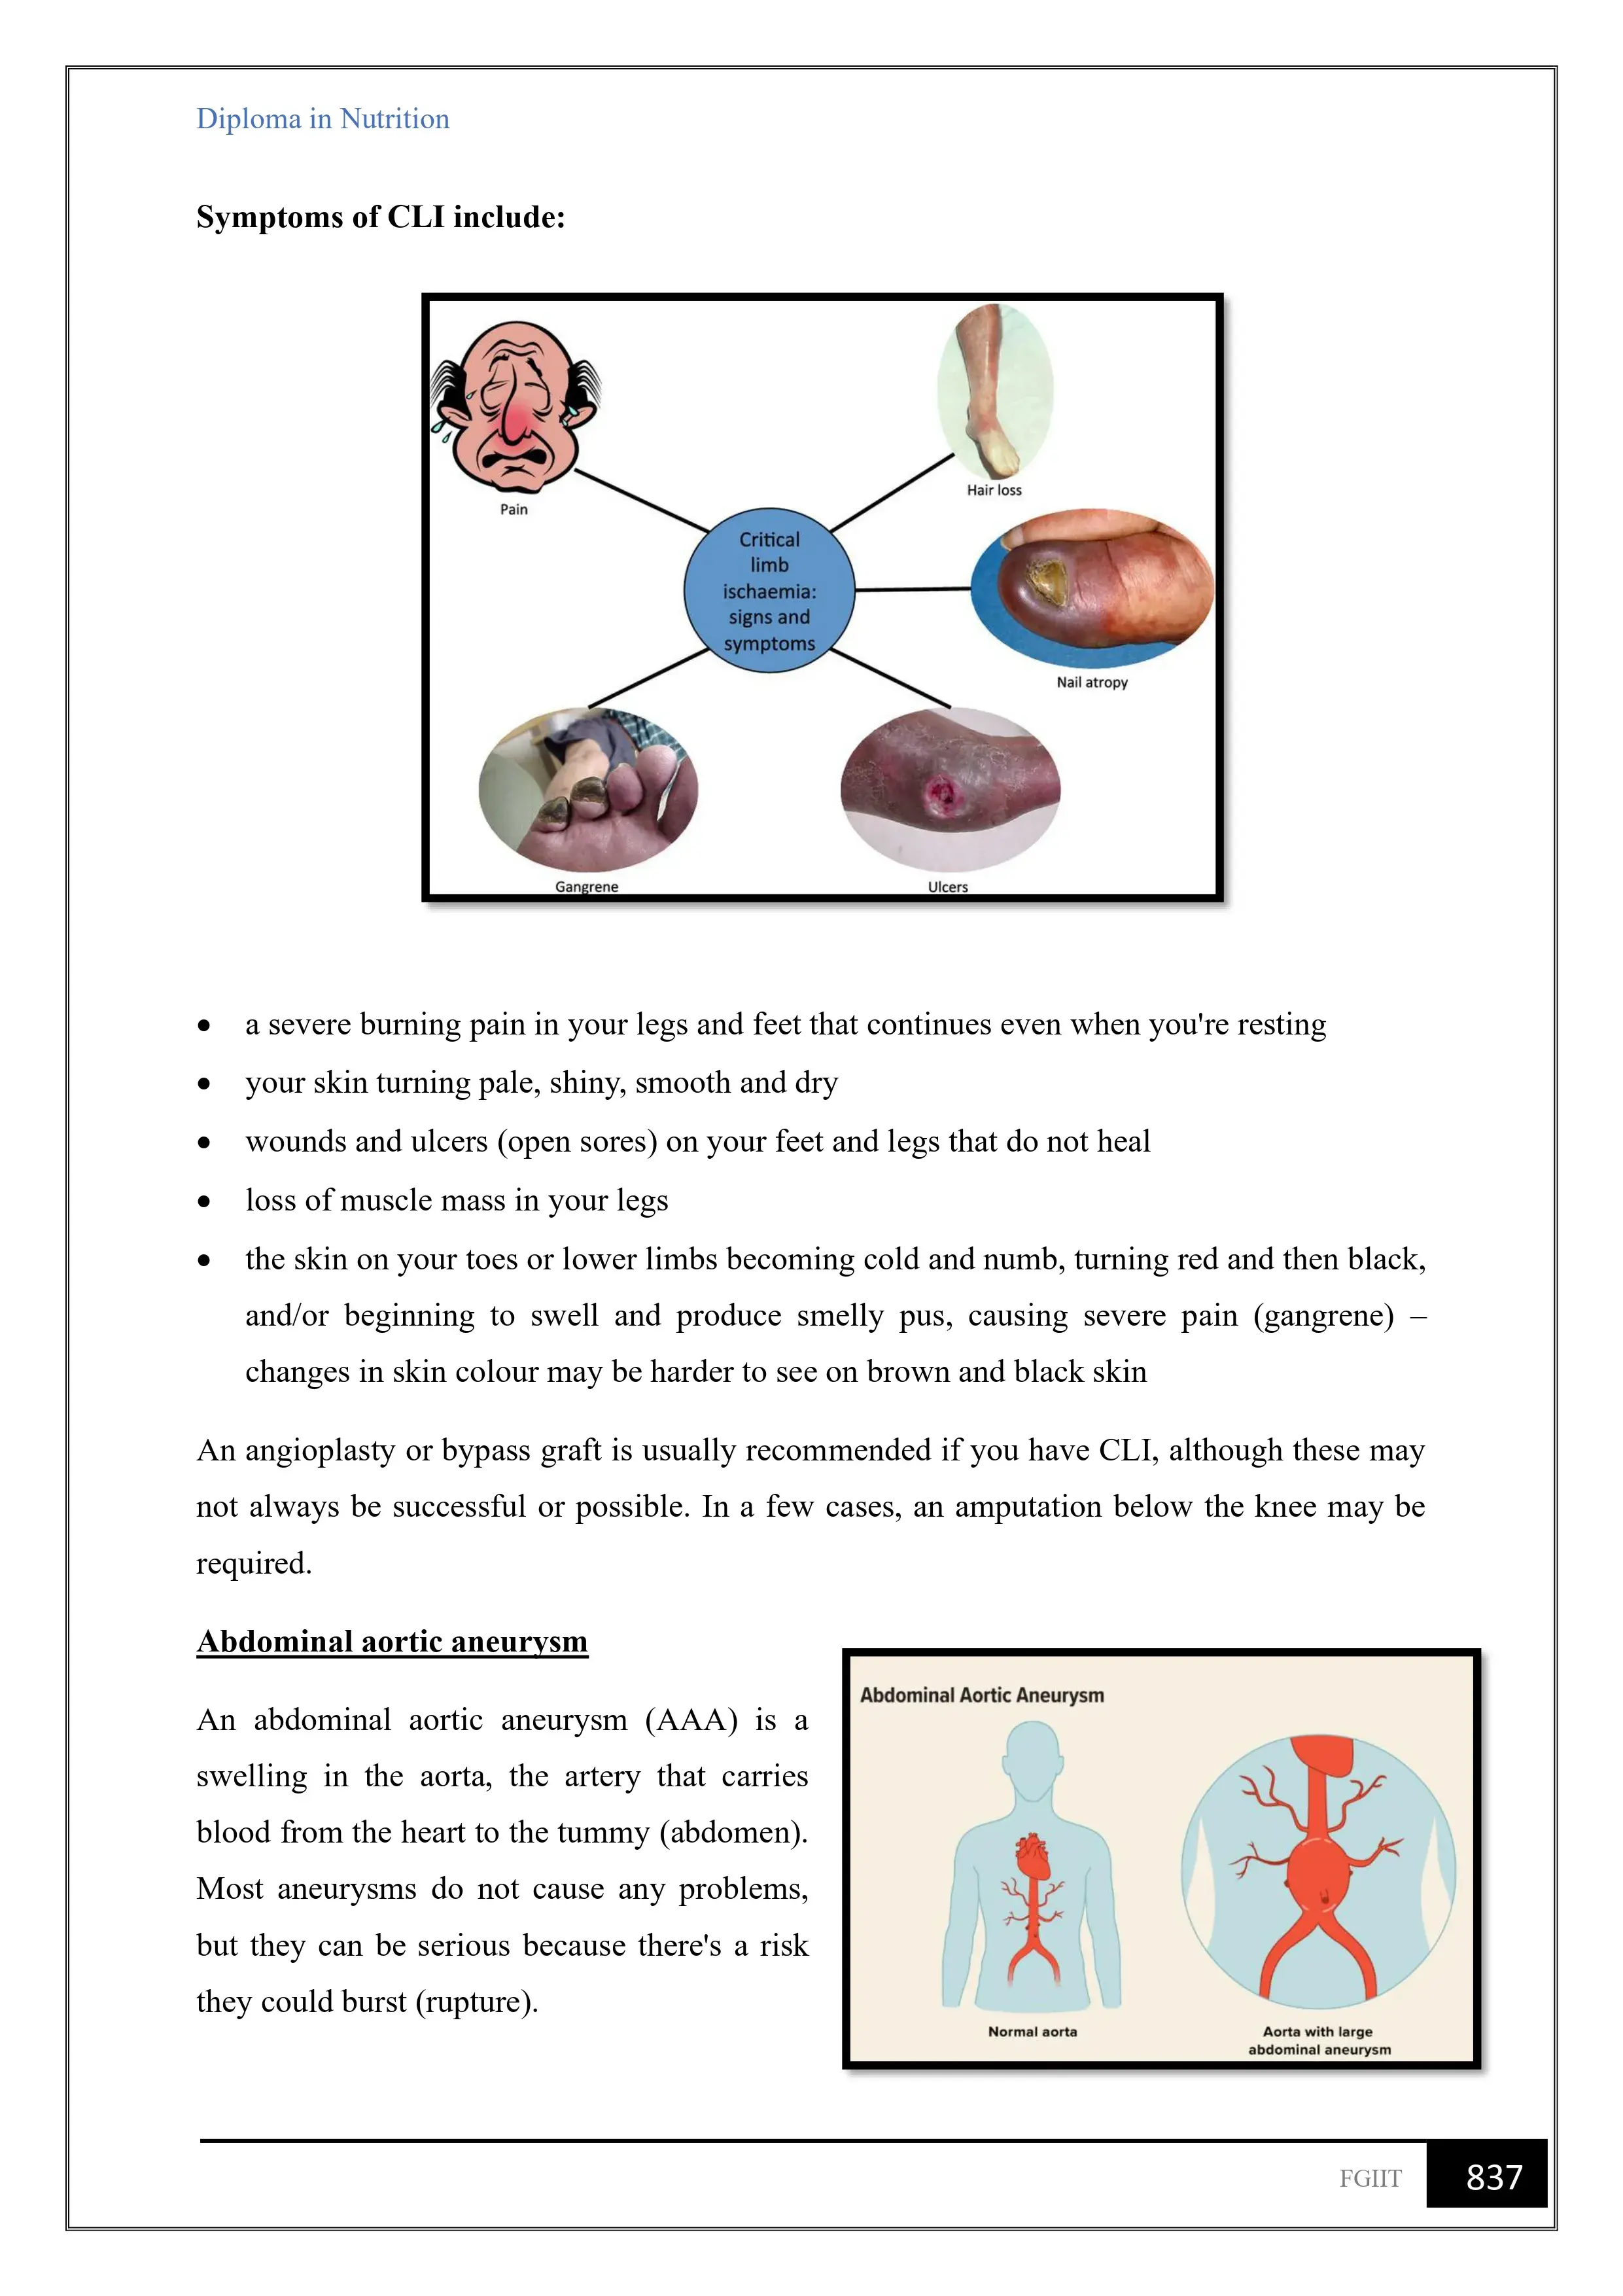 Diploma in Nutrition
Symptoms of CLI include:
Pain
Hair loss
Critical
limb
ischaemia:
signs and
symptoms
Nail atropy
Gangrene
Ulcers
• a severe burning pain in your legs and feet that continues even when you're resting
• your skin turning pale, shiny, smooth and dry
• wounds and ulcers (open sores) on your feet and legs that do not heal
• loss of muscle mass in your legs
• the skin on your toes or lower limbs becoming cold and numb, turning red and then black,
and/or beginning to swell and produce smelly pus, causing severe pain (gangrene) –
changes in skin colour may be harder to see on brown and black skin
An angioplasty or bypass graft is usually recommended if you have CLI, although these may
not always be successful or possible. In a few cases, an amputation below the knee may be
required.
Abdominal aortic aneurysm
An abdominal aortic aneurysm (AAA) is a
swelling in the aorta, the artery that carries
blood from the heart to the tummy (abdomen).
Most aneurysms do not cause any problems,
but they can be serious because there's a risk
they could burst (rupture).
Abdominal Aortic Aneurysm
Normal aorta
Aorta with large
abdominal aneurysm
FGIIT
837